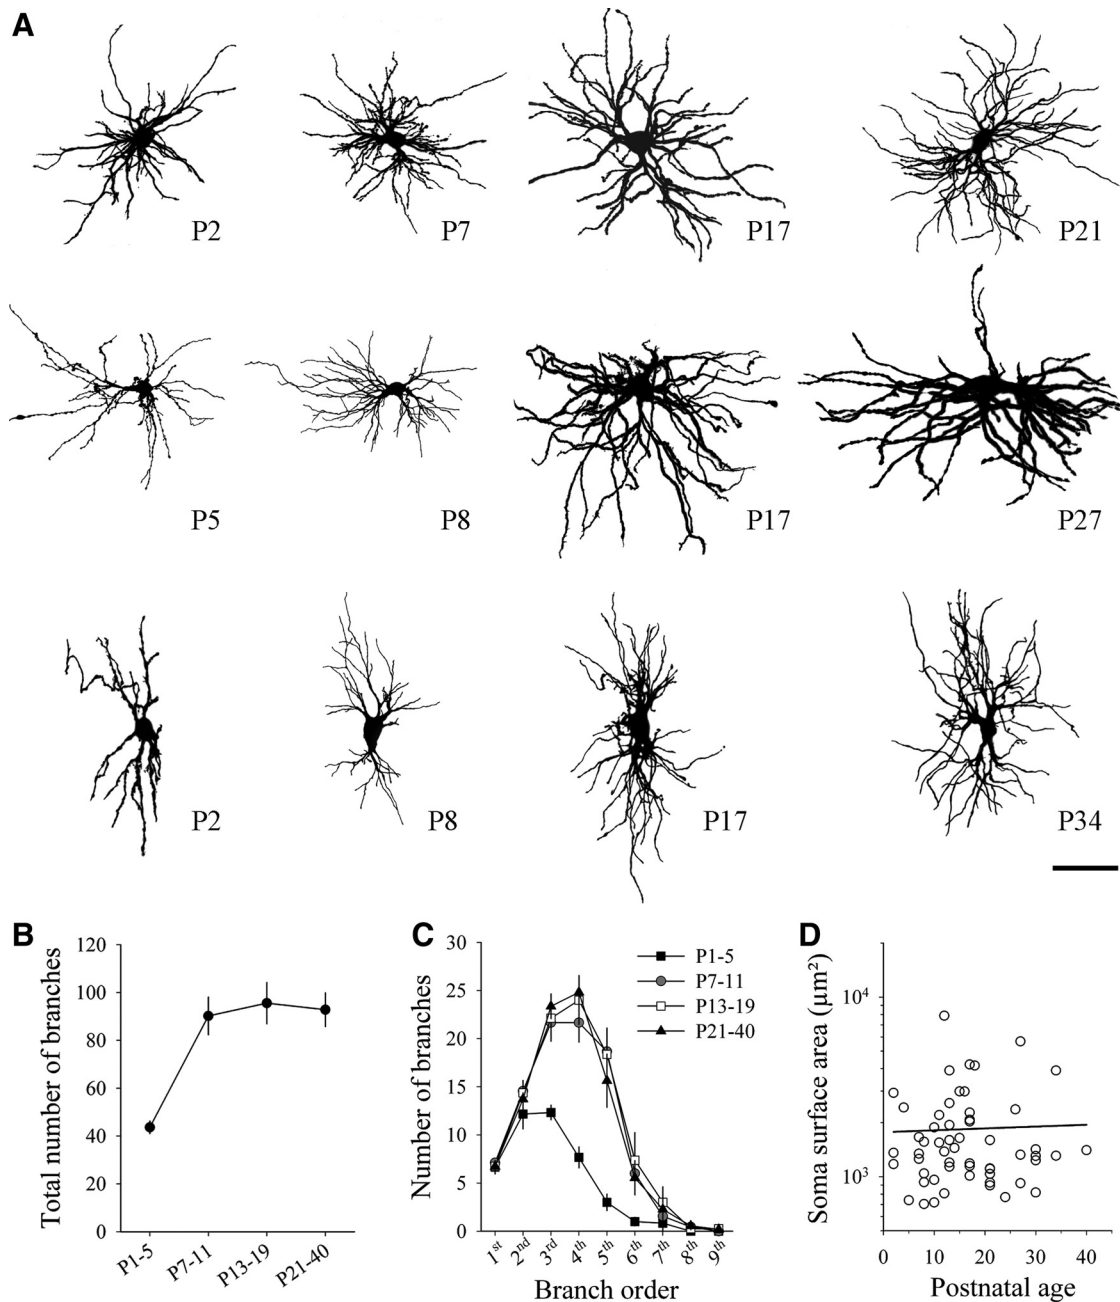 A
P2
P7
P17
P21
P5
P8
P17
P27
P2
P8
P17
P34
B
Total number of branches
120
100
80
60
40
20
0
P1-5
P7-11
P13-19
P21-40
C
Number of branches
30
25
20
15
10
5
0
P1-5
P7-11
P13-19
P21-40
1st
2nd
3rd
4th
5th
6th
7th
8th
9th
Branch order
D
Soma surface area (µm²)
10⁴
10³
0
10
20
30
40
Postnatal age